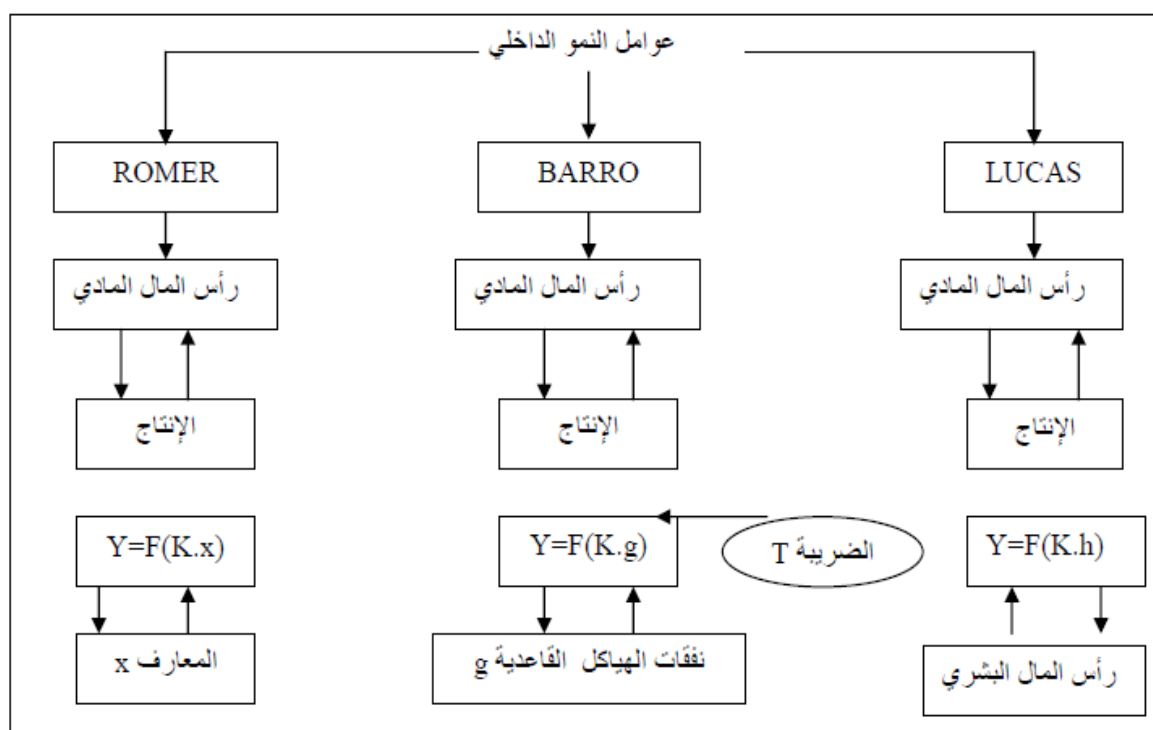 عوامل النمو الداخلي
ROMER
BARRO
LUCAS
رأس المال المادي
رأس المال المادي
رأس المال المادي
الإنتاج
الإنتاج
الإنتاج
Y=F(K.x)
Y=F(K.g)
الضريبة T
Y=F(K.h)
المعارف x
نفقات الهياكل القاعدية g
رأس المال البشري